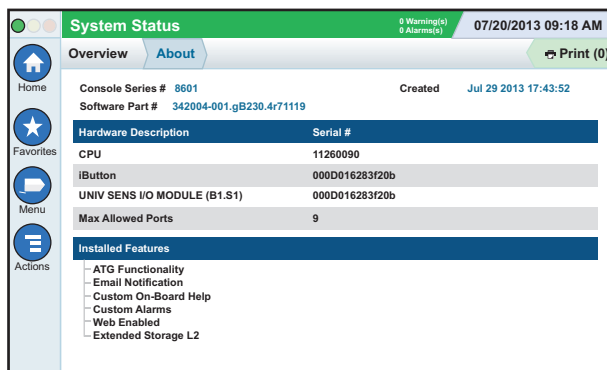 System Status
0 Warning(s)
0 Alarms(s)
07/20/2013 09:18 AM
Overview
About
Print (0)
Home
Favorites
Menu
Actions
Console Series # 8601
Created Jul 29 2013 17:43:52
Software Part # 342004-001.gB230.4r71119
Hardware Description Serial #
CPU 11260090
iButton 000D016283f20b
UNIV SENS I/O MODULE (B1.S1) 000D016283f20b
Max Allowed Ports 9
Installed Features
ATG Functionality
Email Notification
Custom On-Board Help
Custom Alarms
Web Enabled
Extended Storage L2